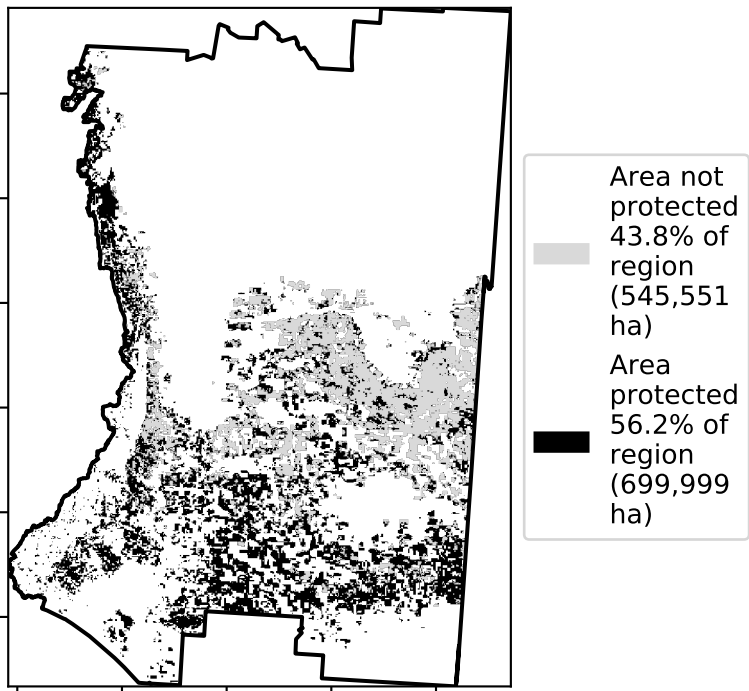 Area not
protected
43.8% of
region
(545,551
ha)
Area
protected
56.2% of
region
(699,999
ha)